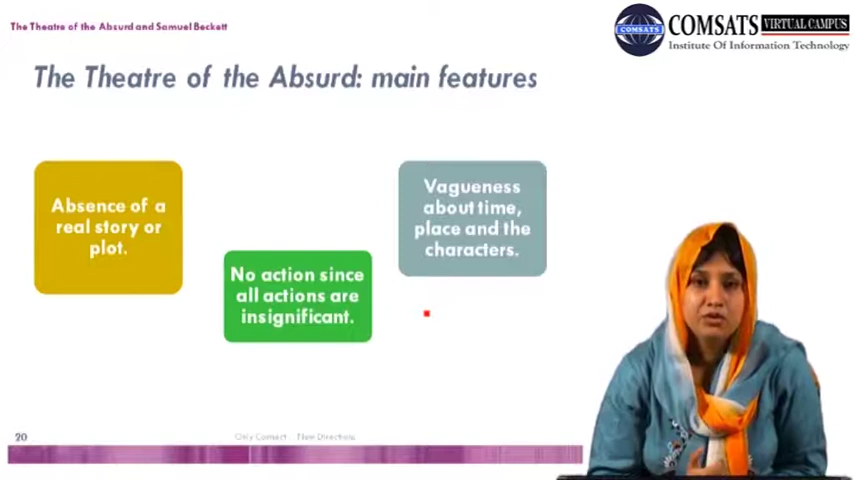 The Theatre of the Absurd and Samuel Beckett
COMSATS VIRTUAL CAMPUS
Institute Of Information Technology
COMSATS
The Theatre of the Absurd: main features
Absence of a
real story or
plot.
No action since
all actions are
insignificant.
Vagueness
about time,
place and the
characters.
20
Only Connect ... New Directions